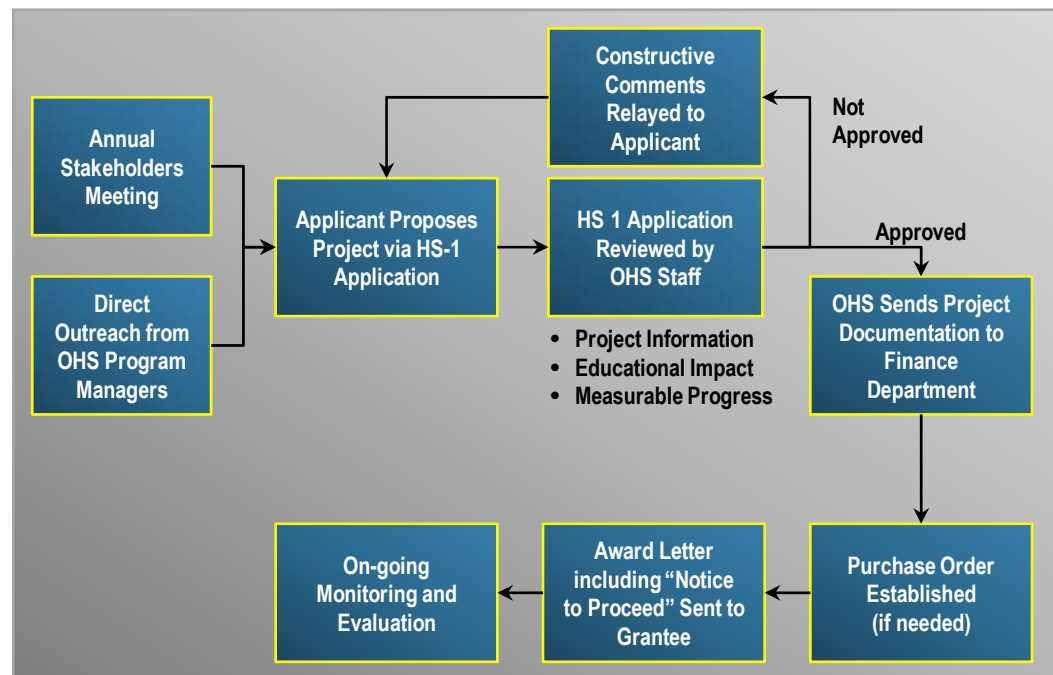 Annual
Stakeholders
Meeting
Direct
Outreach from
OHS Program
Managers
Applicant Proposes
Project via HS-1
Application
Constructive
Comments
Relayed to
Applicant
Not
Approved
HS 1 Application
Reviewed by
OHS Staff
• Project Information
• Educational Impact
• Measurable Progress
Approved
OHS Sends Project
Documentation to
Finance
Department
Purchase Order
Established
(if needed)
Award Letter
including “Notice
to Proceed” Sent to
Grantee
On-going
Monitoring and
Evaluation